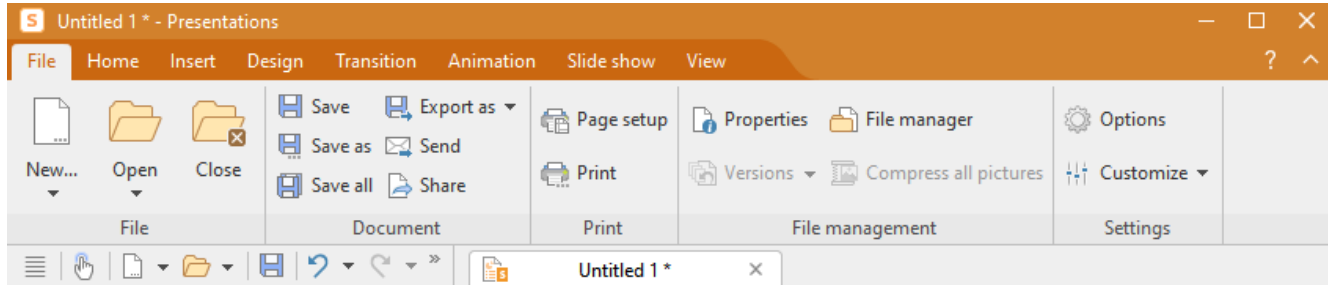 S Untitled 1 * - Presentations
File Home Insert Design Transition Animation Slide show View ?
Save Export as
Page setup Properties File manager Options
Save as Send
New... Open Close
Print Versions Compress all pictures Customize
Save all Share
File Document Print File management Settings
» S Untitled 1 *